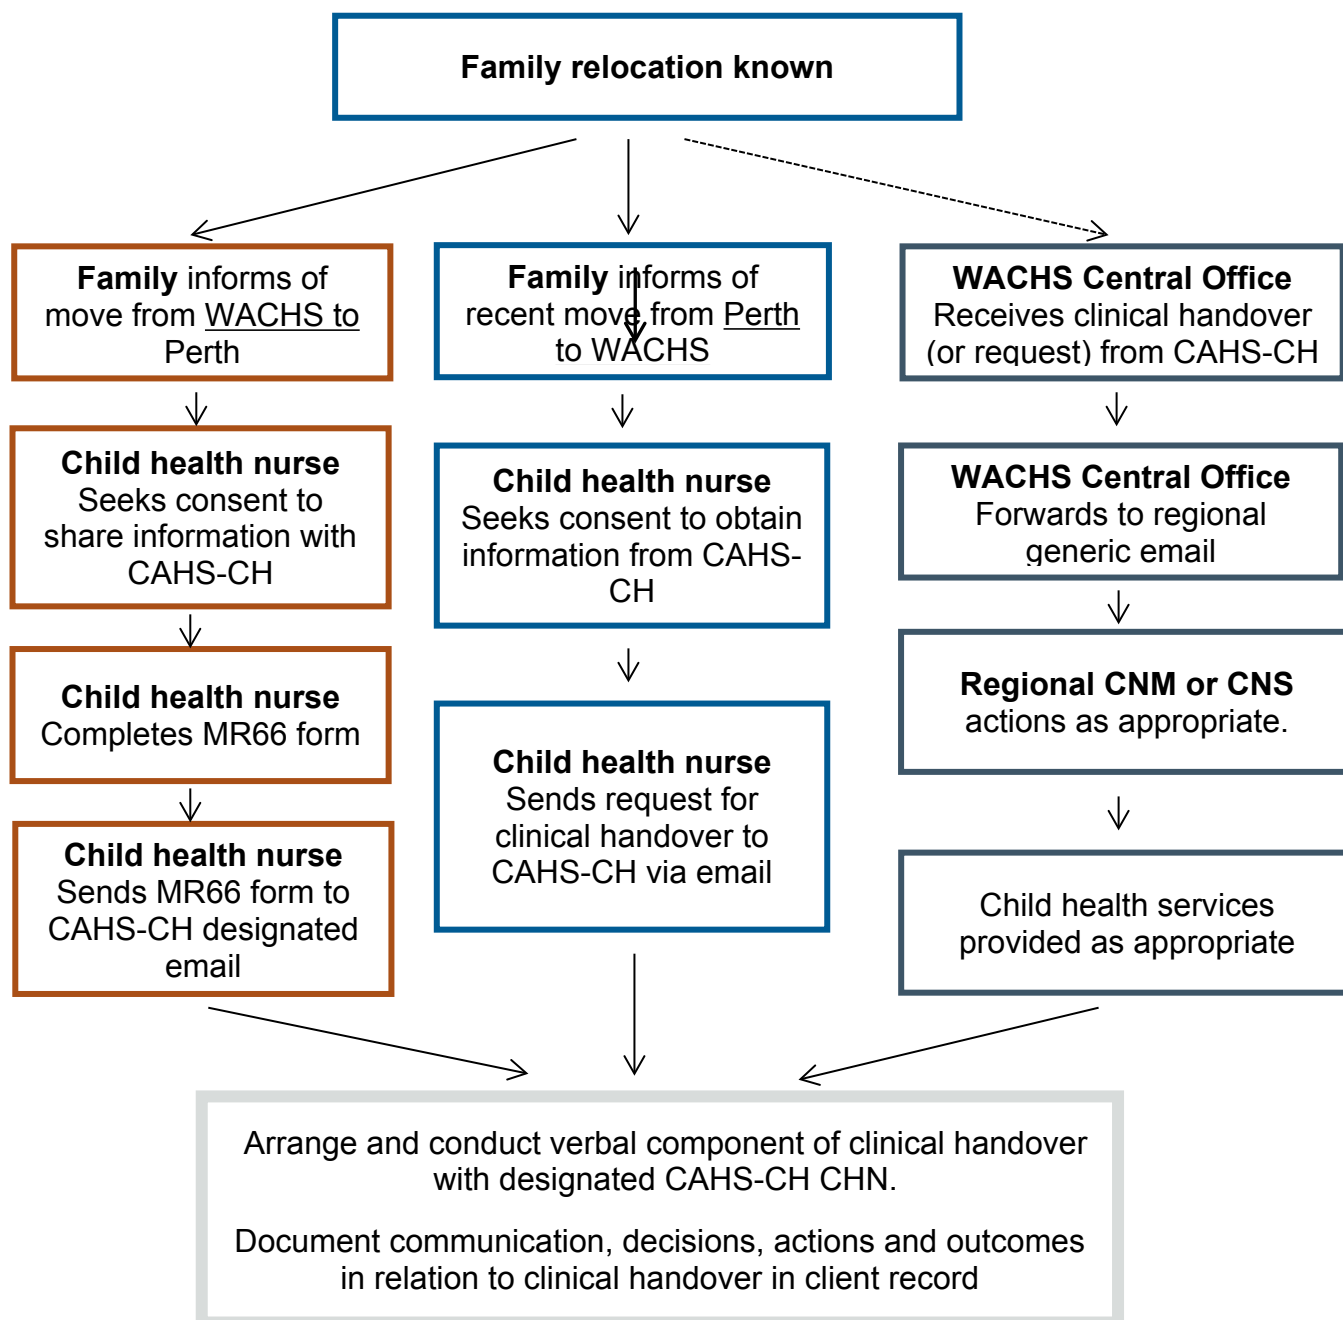 Family relocation known
Family informs of
move from WACHS to
Perth
Child health nurse
Seeks consent to
share information with
CAHS-CH
Child health nurse
Completes MR66 form
Child health nurse
Sends MR66 form to
CAHS-CH designated
email
Family informs of
recent move from Perth
to WACHS
Child health nurse
Seeks consent to obtain
information from CAHS-
CH
Child health nurse
Sends request for
clinical handover to
CAHS-CH via email
WACHS Central Office
Receives clinical handover
(or request) from CAHS-CH
WACHS Central Office
Forwards to regional
generic email
Regional CNM or CNS
actions as appropriate.
Child health services
provided as appropriate
Arrange and conduct verbal component of clinical handover
with designated CAHS-CH CHN.
Document communication, decisions, actions and outcomes
in relation to clinical handover in client record